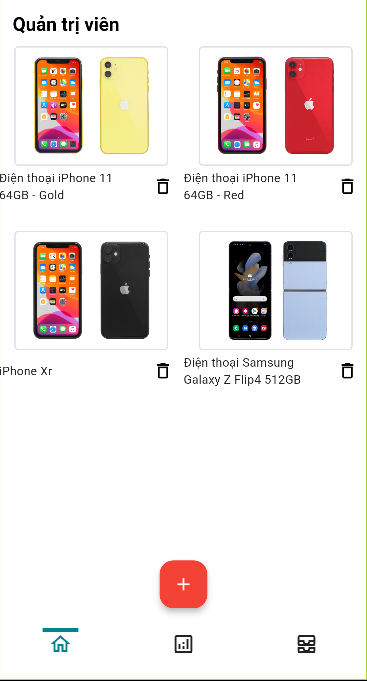 Quản trị viên
Điện thoại iPhone 11
64GB - Gold
Điện thoại iPhone 11
64GB - Red
iPhone Xr
Điện thoại Samsung
Galaxy Z Flip4 512GB
+